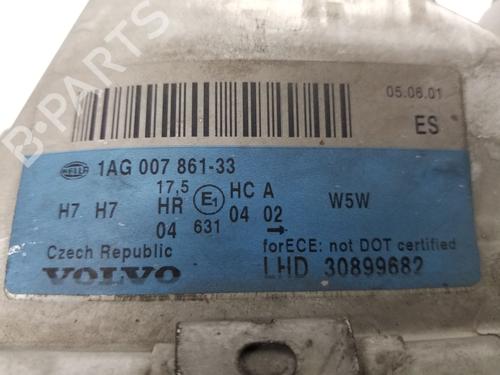 05.06.01
ES
HELLA 1AG 007 861-33
17,5 HC A
H7 H7 HR E1 04 02 W5W
04 631 →
Czech Republic forECE: not DOT certified
VOLVO LHD 30899682
B-PARTS